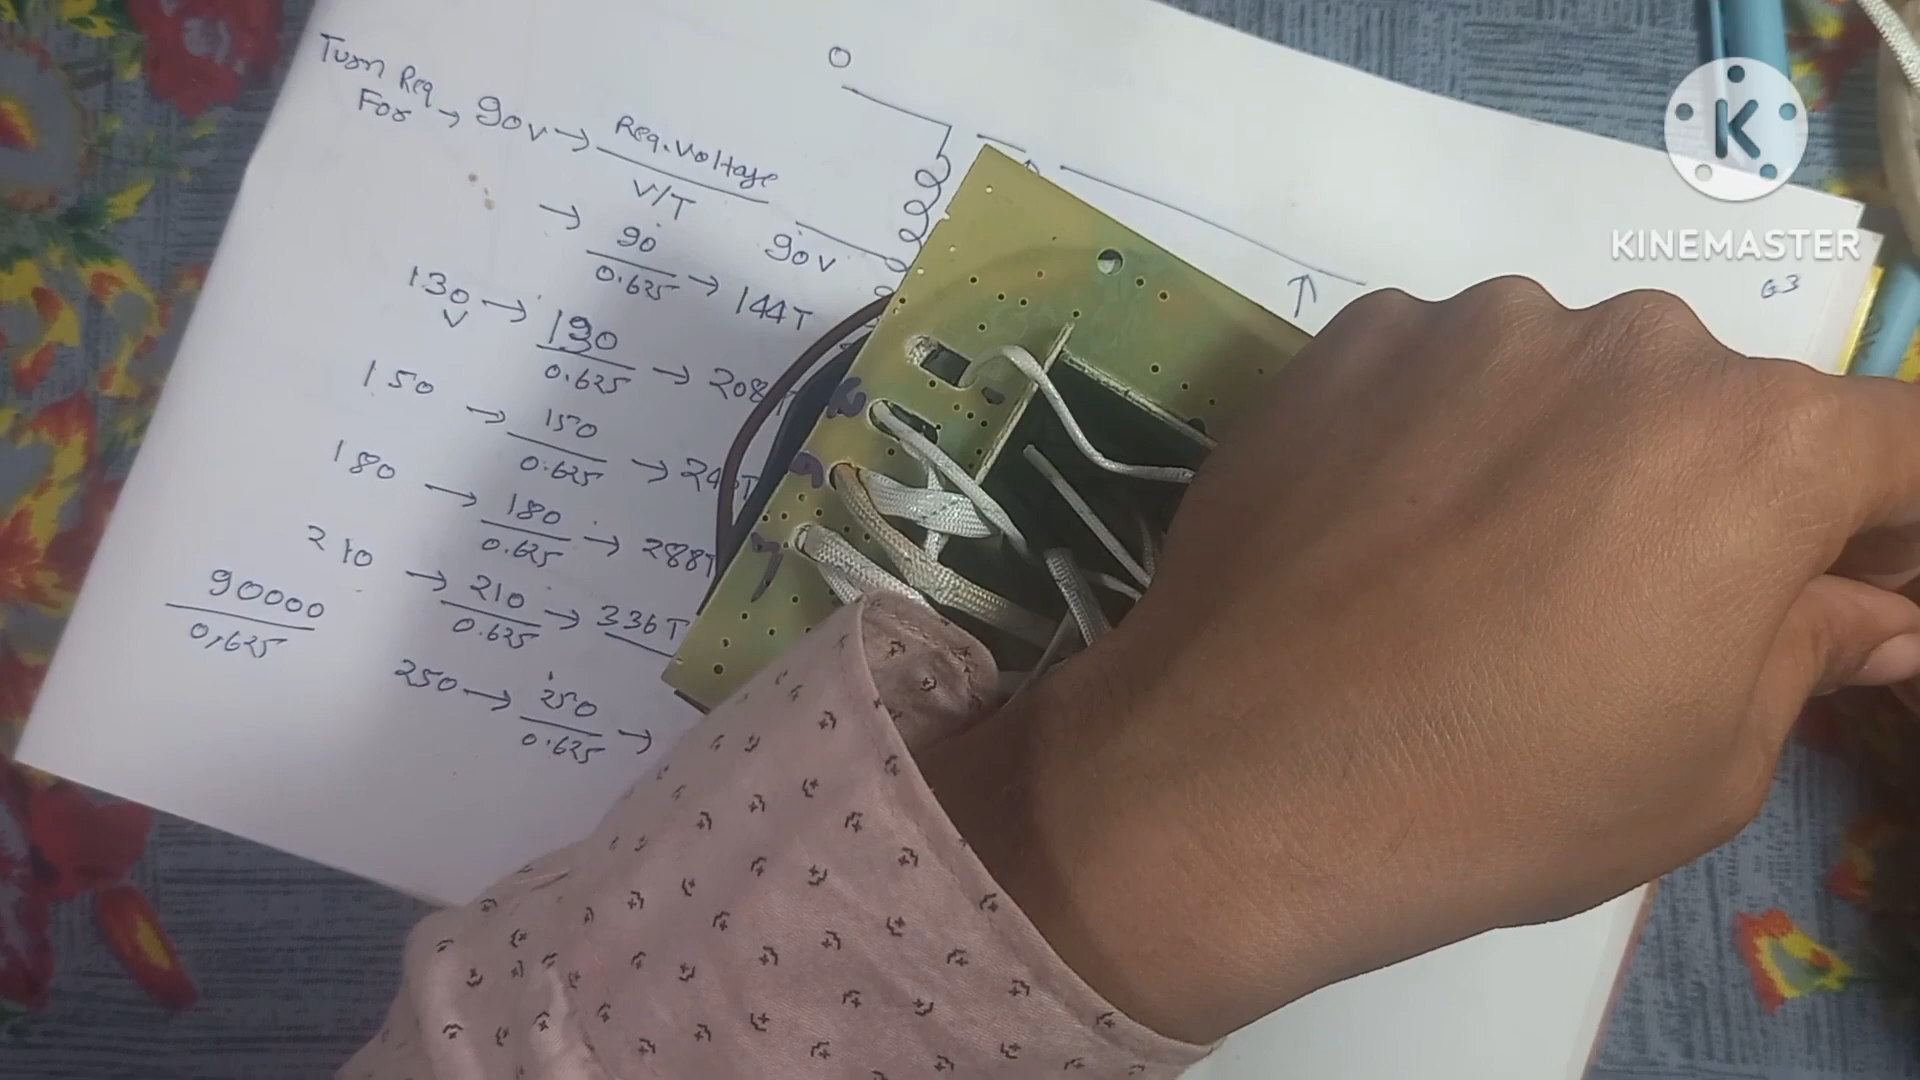 Turn Req
For → 90V → Req. Voltage
V/T
→ 90
0.625 → 144T
90V
130
V → 130
0.625 → 208T
150 → 150
0.625 →
180 → 180
0.625 → 288T
210 → 210
0.625 → 336T
90000
0.625
250 → 250
0.625 →
0
K
KINEMASTER